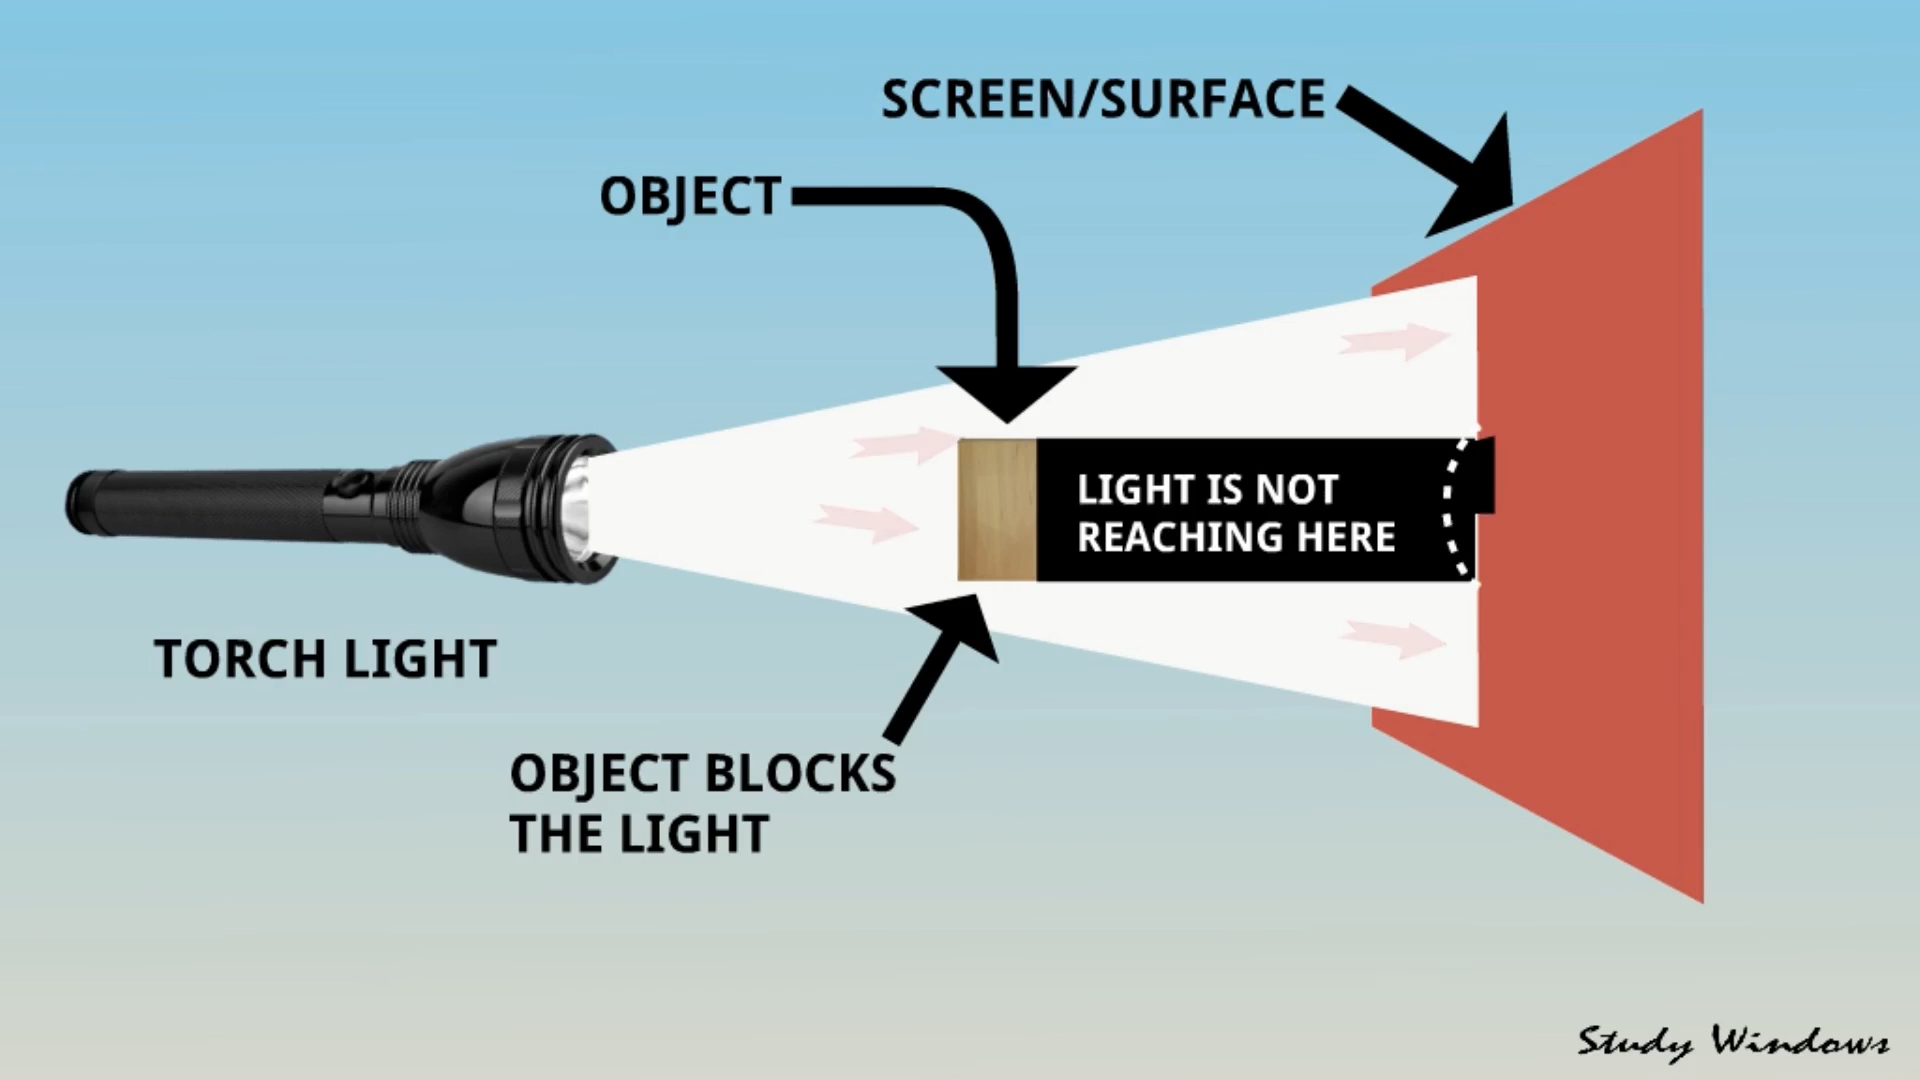 SCREEN/SURFACE
OBJECT
LIGHT IS NOT
REACHING HERE
TORCH LIGHT
OBJECT BLOCKS
THE LIGHT
Study Windows